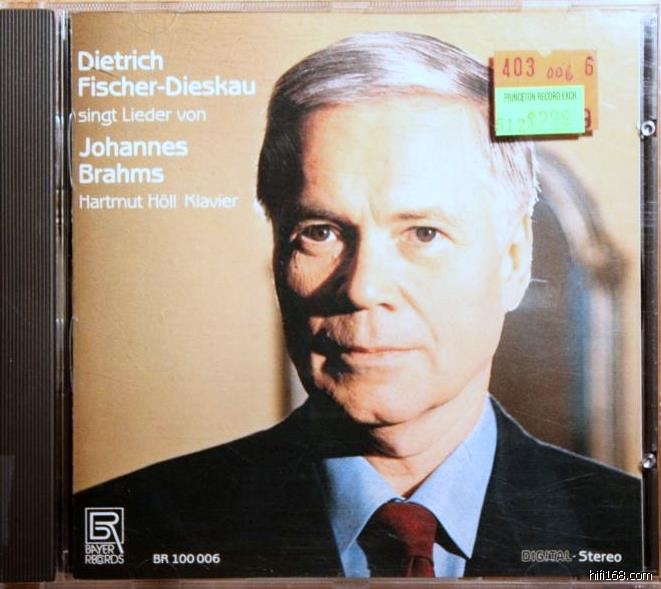 Dietrich
Fischer-Dieskau
singt Lieder von
Johannes
Brahms
Hartmut Höll Klavier
403 006 6
PRINCETON RECORD EXCH.
BR
BAYER
RECORDS
BR 100 006
DIGITAL-Stereo
hifi168.com